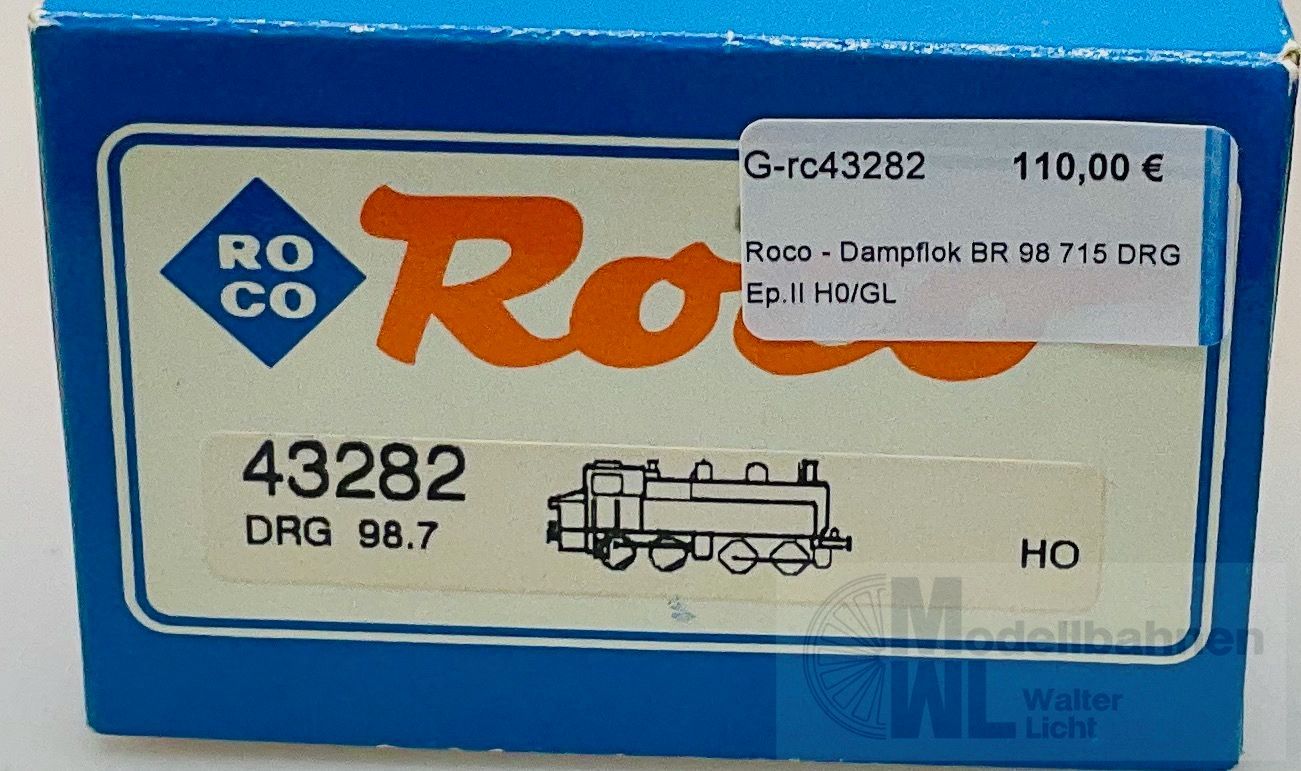 RO
CO
Roco
G-rc43282 110,00 €
Roco - Dampflok BR 98 715 DRG
Ep.II H0/GL
43282
DRG 98.7
HO
Modellbahnen
WL Walter
Licht